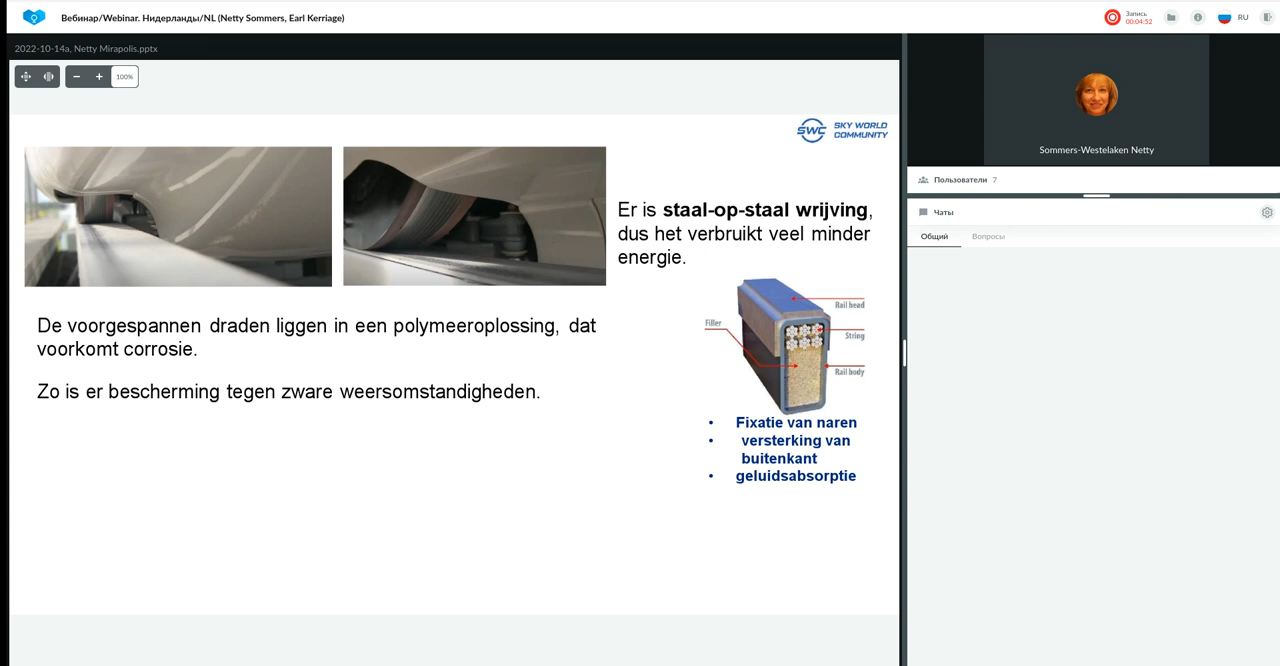 Вебинар/Webinar. Нидерланды/NL (Netty Sommers, Earl Kerriage)
Запись
00:04:52
RU
2022-10-14a, Netty Mirapolis.pptx
100%
SWC SKY WORLD
COMMUNITY
Er is staal-op-staal wrijving,
dus het verbruikt veel minder
energie.
De voorgespannen draden liggen in een polymeeroplossing, dat
voorkomt corrosie.
Zo is er bescherming tegen zware weersomstandigheden.
Rail head
Filler
String
Rail body
• Fixatie van naren
• versterking van
buitenkant
• geluidsabsorptie
Sommers-Westelaken Netty
Пользователи 7
Чаты
Общий
Вопросы